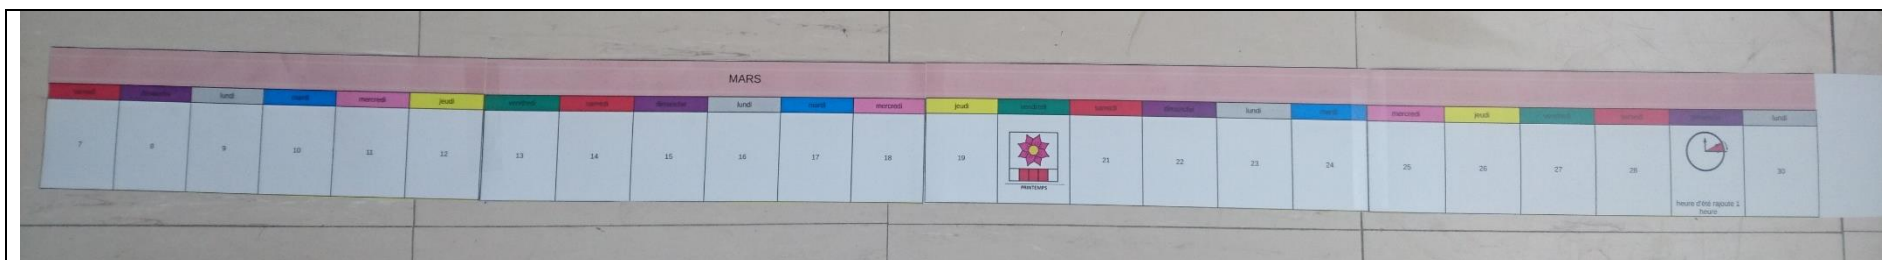 MARS
samedi dimanche lundi mardi mercredi jeudi vendredi samedi dimanche lundi mardi mercredi jeudi vendredi samedi dimanche lundi mardi mercredi jeudi vendredi samedi dimanche lundi
7 8 9 10 11 12 13 14 15 16 17 18 19 21 22 23 24 25 26 27 28 30
PRINTEMPS
heure d'été rajoute 1
heure